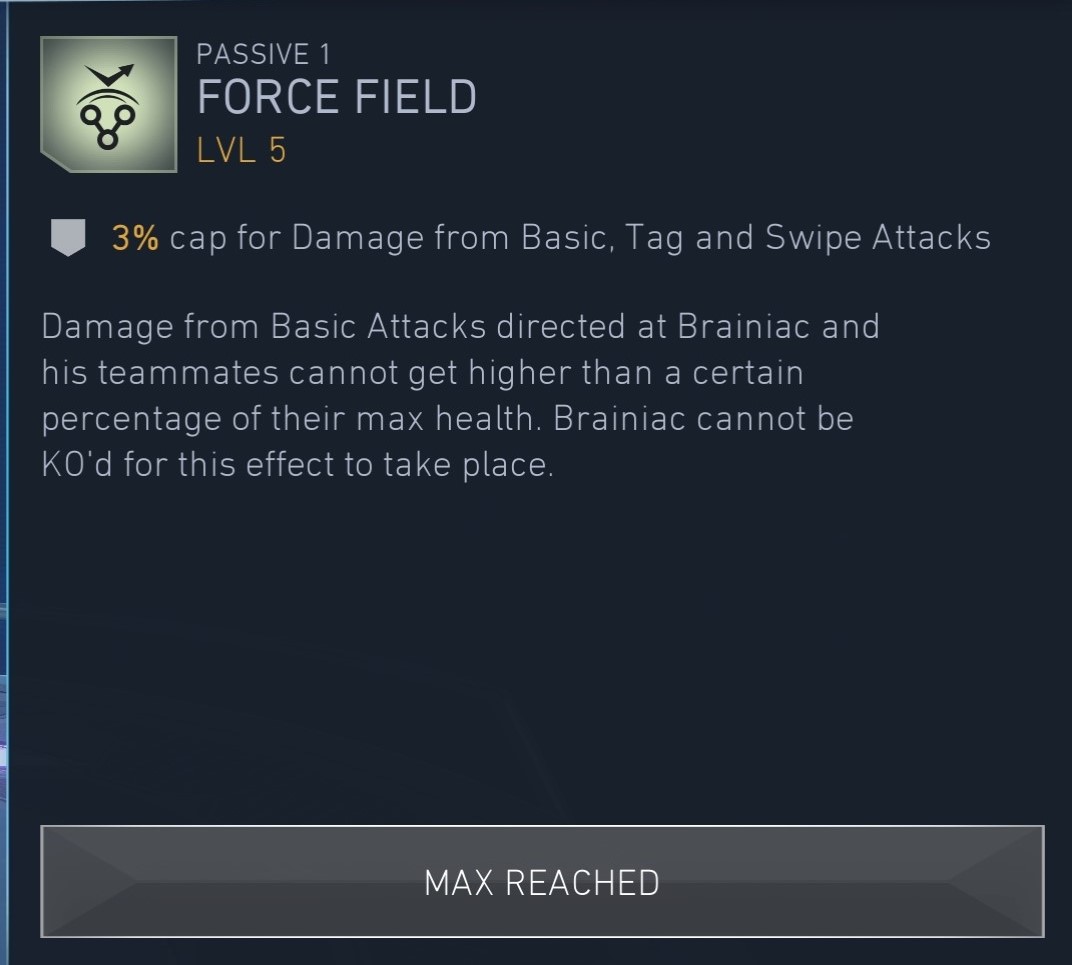 PASSIVE 1
FORCE FIELD
LVL 5
3% cap for Damage from Basic, Tag and Swipe Attacks
Damage from Basic Attacks directed at Brainiac and
his teammates cannot get higher than a certain
percentage of their max health. Brainiac cannot be
KO'd for this effect to take place.
MAX REACHED